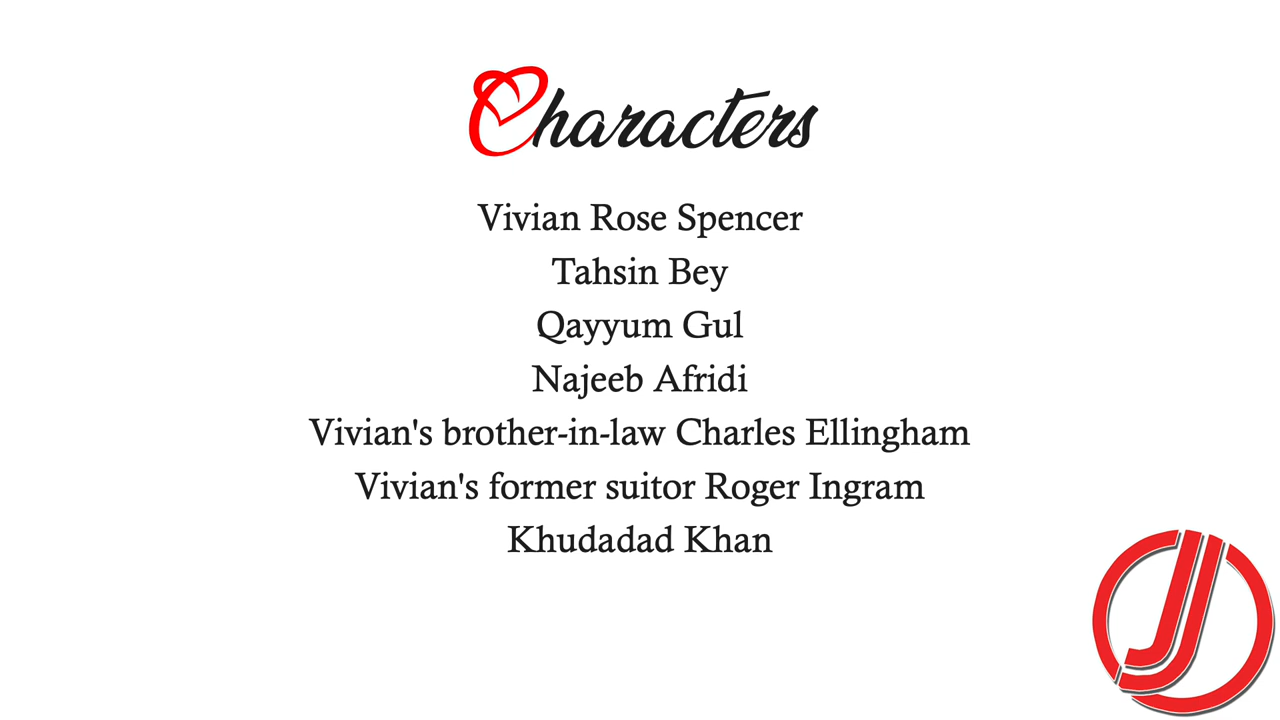 Characters
Vivian Rose Spencer
Tahsin Bey
Qayyum Gul
Najeeb Afridi
Vivian's brother-in-law Charles Ellingham
Vivian's former suitor Roger Ingram
Khudadad Khan